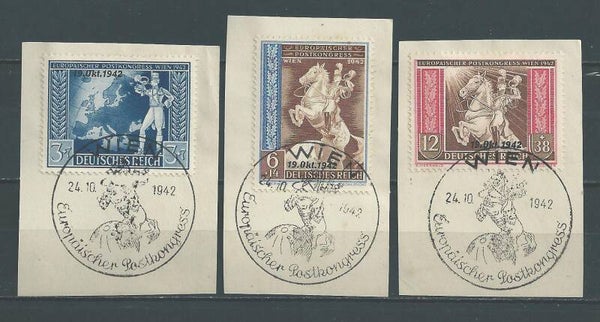 EUROPÄISCHER POSTKONGRESS WIEN 1942
19.Okt.1942
3+7
DEUTSCHES REICH
WIEN
24.10. 1942
Europäischer Postkongress
EUROPÄISCHER
POSTKONGRESS
WIEN 1942
6
+14
19.Okt.1942
DEUTSCHES REICH
WIEN
24.10. 1942
Europäischer Postkongress
EUROPÄISCHER POSTKONGRESS WIEN 1942
19.Okt.1942
12 +38
DEUTSCHES REICH
WIEN
24.10. 1942
Europäischer Postkongress